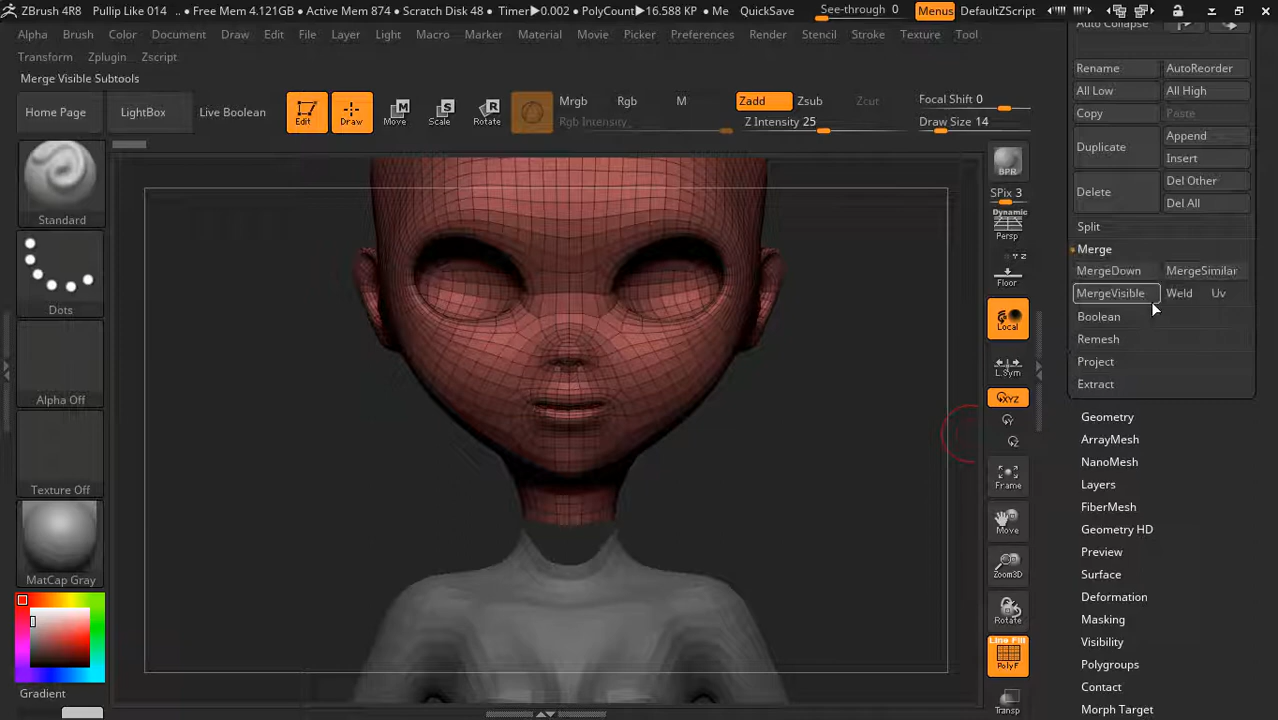 ZBrush 4R8 Pullip Like 014 .. • Free Mem 4.121GB • Active Mem 874 • Scratch Disk 48 • Timer▶0.002 • PolyCount▶16.588 KP • Me QuickSave See-through 0 Menus DefaultZScript
Alpha Brush Color Document Draw Edit File Layer Light Macro Marker Material Movie Picker Preferences Render Stencil Stroke Texture Tool
Transform Zplugin Zscript
Merge Visible Subtools
Home Page LightBox Live Boolean
Edit Draw Move Scale Rotate
Mrgb Rgb M Zadd Zsub Zcut Focal Shift 0
Rgb Intensity Z Intensity 25 Draw Size 14
Standard
Dots
Alpha Off
Texture Off
MatCap Gray
Gradient
BPR
SPix 3
Dynamic
Persp
Floor
Local
L.Sym
XYZ
Frame
Move
Zoom3D
Rotate
Line Fill
PolyF
Transp
Auto Collapse
Rename AutoReorder
All Low All High
Copy Paste
Duplicate Append
Insert
Delete Del Other
Del All
Split
Merge
MergeDown MergeSimilar
MergeVisible Weld Uv
Boolean
Remesh
Project
Extract
Geometry
ArrayMesh
NanoMesh
Layers
FiberMesh
Geometry HD
Preview
Surface
Deformation
Masking
Visibility
Polygroups
Contact
Morph Target